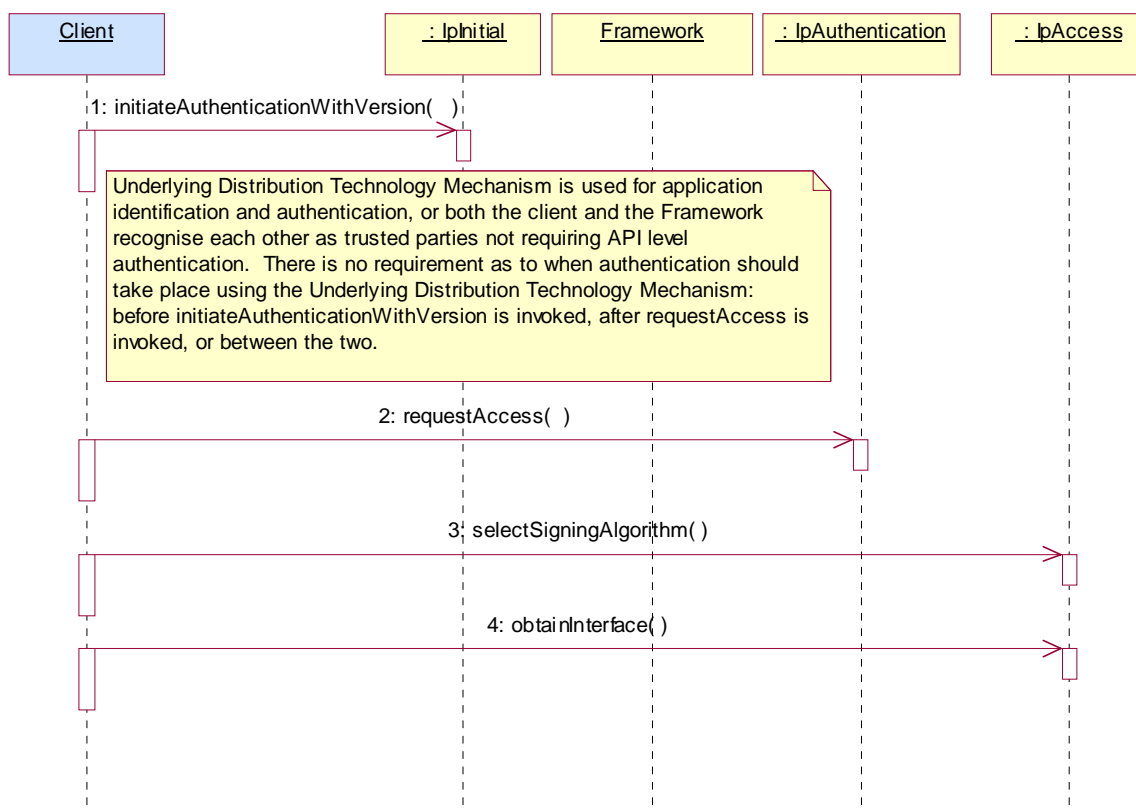 Client
: IpInitial
Framework
: IpAuthentication
: IpAccess
1: initiateAuthenticationWithVersion( )
Underlying Distribution Technology Mechanism is used for application
identification and authentication, or both the client and the Framework
recognise each other as trusted parties not requiring API level
authentication. There is no requirement as to when authentication should
take place using the Underlying Distribution Technology Mechanism:
before initiateAuthenticationWithVersion is invoked, after requestAccess is
invoked, or between the two.
2: requestAccess( )
3: selectSigningAlgorithm( )
4: obtainInterface( )